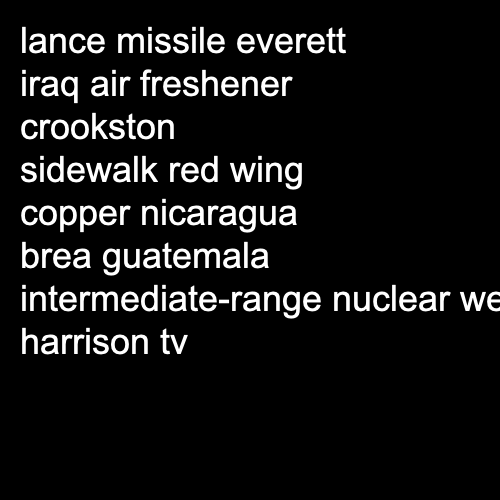 lance missile everett
iraq air freshener
crookston
sidewalk red wing
copper nicaragua
brea guatemala
intermediate-range nuclear we
harrison tv